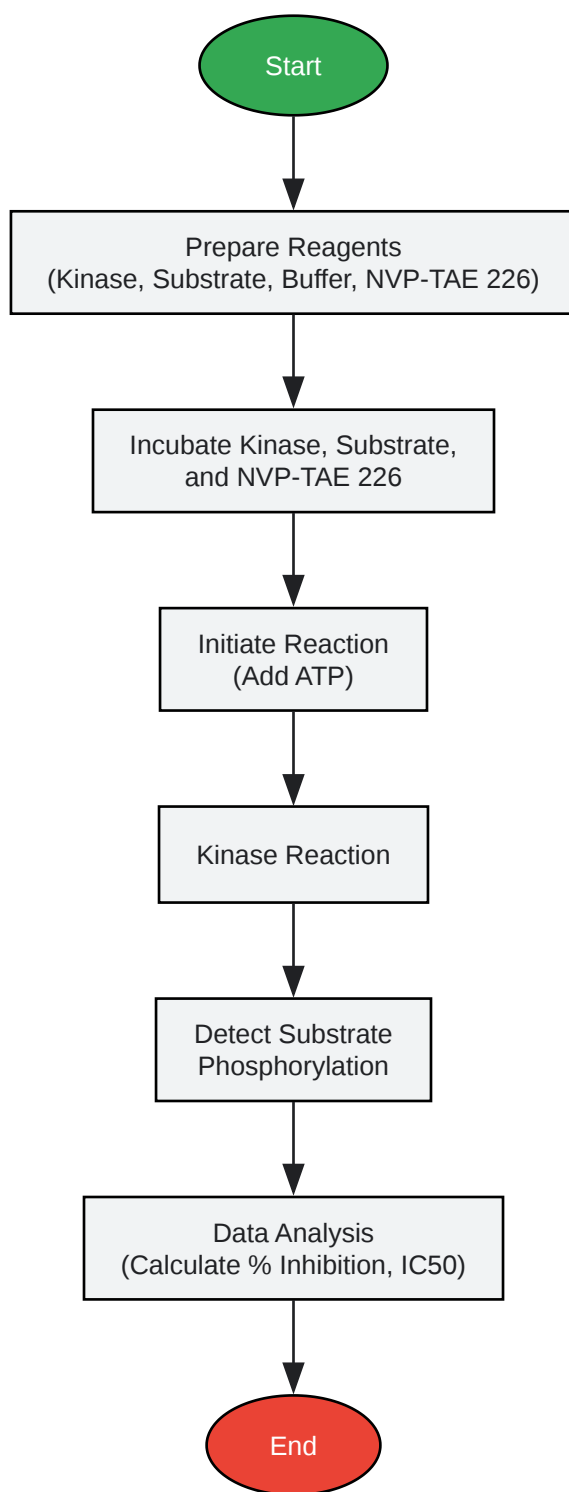 Start
Prepare Reagents
(Kinase, Substrate, Buffer, NVP-TAE 226)
Incubate Kinase, Substrate,
and NVP-TAE 226
Initiate Reaction
(Add ATP)
Kinase Reaction
Detect Substrate
Phosphorylation
Data Analysis
(Calculate % Inhibition, IC50)
End